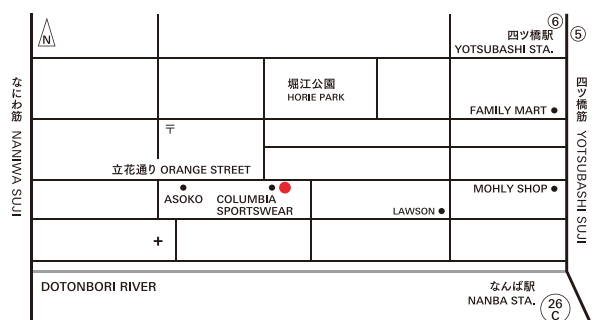 N
⑥
四ツ橋駅
YOTSUBASHI STA.
⑤
堀江公園
HORIE PARK
なにわ筋 NANIWA SUJI
四ツ橋筋 YOTSUBASHI SUJI
FAMILY MART
〒
立花通り ORANGE STREET
ASOKO
COLUMBIA
SPORTSWEAR
MOHLY SHOP
LAWSON
DOTONBORI RIVER
なんば駅
NANBA STA.
26
C